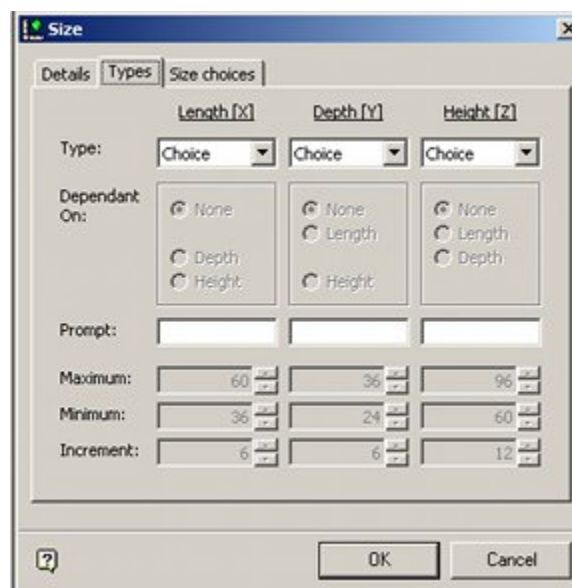 Size
Details Types Size choices
Length [X] Depth [Y] Height [Z]
Type: Choice Choice Choice
Dependant On:
None None None
Length Length
Depth Depth
Height Height
Prompt:
Maximum: 60 36 96
Minimum: 36 24 60
Increment: 6 6 12
OK Cancel